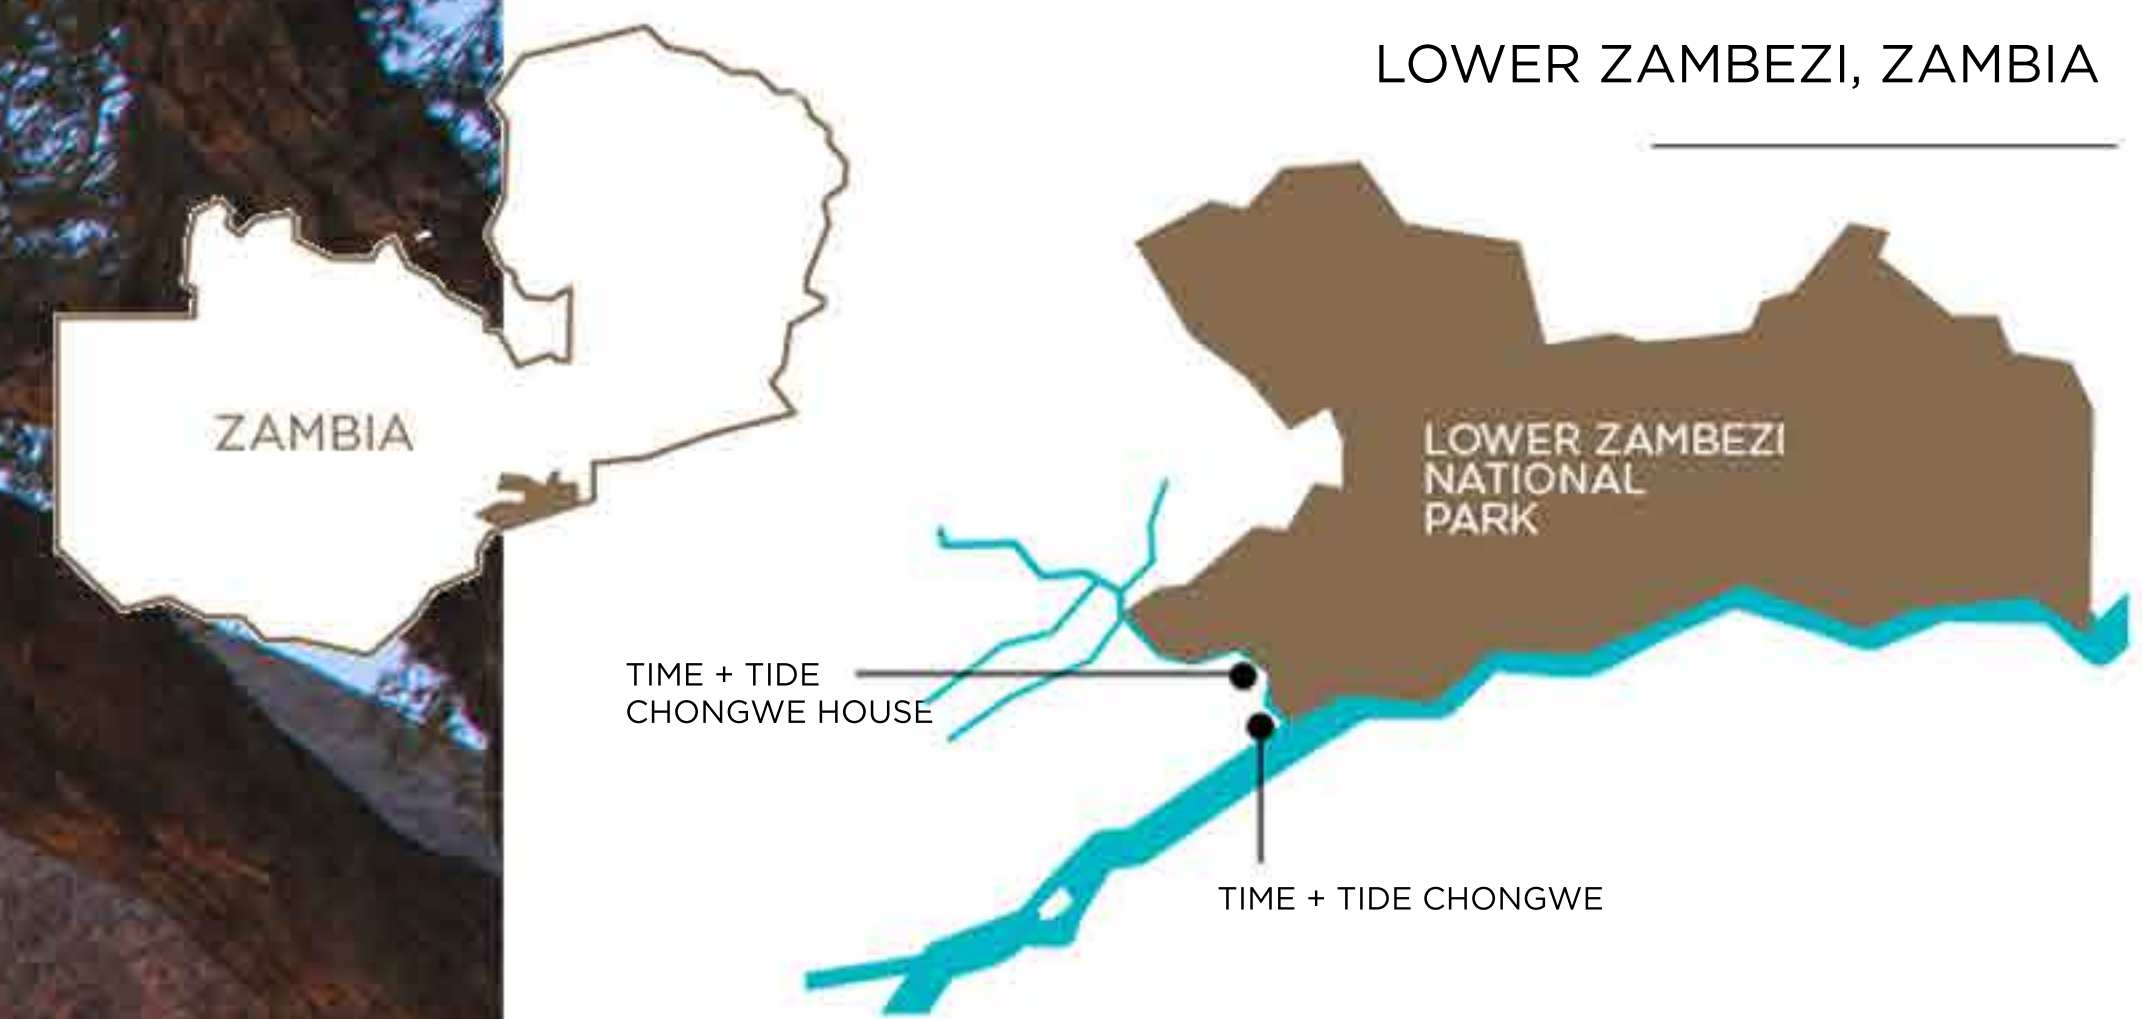 LOWER ZAMBEZI, ZAMBIA
ZAMBIA
LOWER ZAMBEZI
NATIONAL
PARK
TIME + TIDE
CHONGWE HOUSE
TIME + TIDE CHONGWE